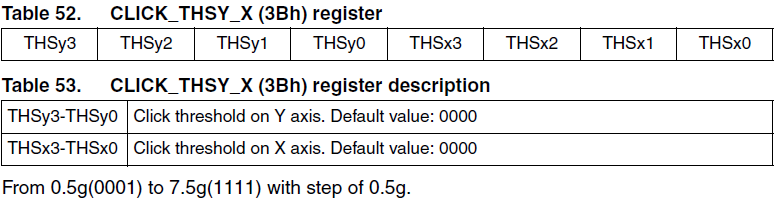 Table 52. CLICK_THSY_X (3Bh) register
THSy3 THSy2 THSy1 THSy0 THSx3 THSx2 THSx1 THSx0
Table 53. CLICK_THSY_X (3Bh) register description
THSy3-THSy0 Click threshold on Y axis. Default value: 0000
THSx3-THSx0 Click threshold on X axis. Default value: 0000
From 0.5g(0001) to 7.5g(1111) with step of 0.5g.